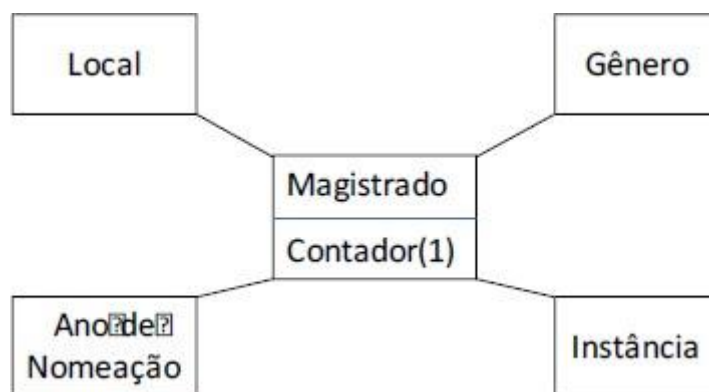 Local
Gênero
Magistrado
Contador(1)
Ano de
Nomeação
Instância